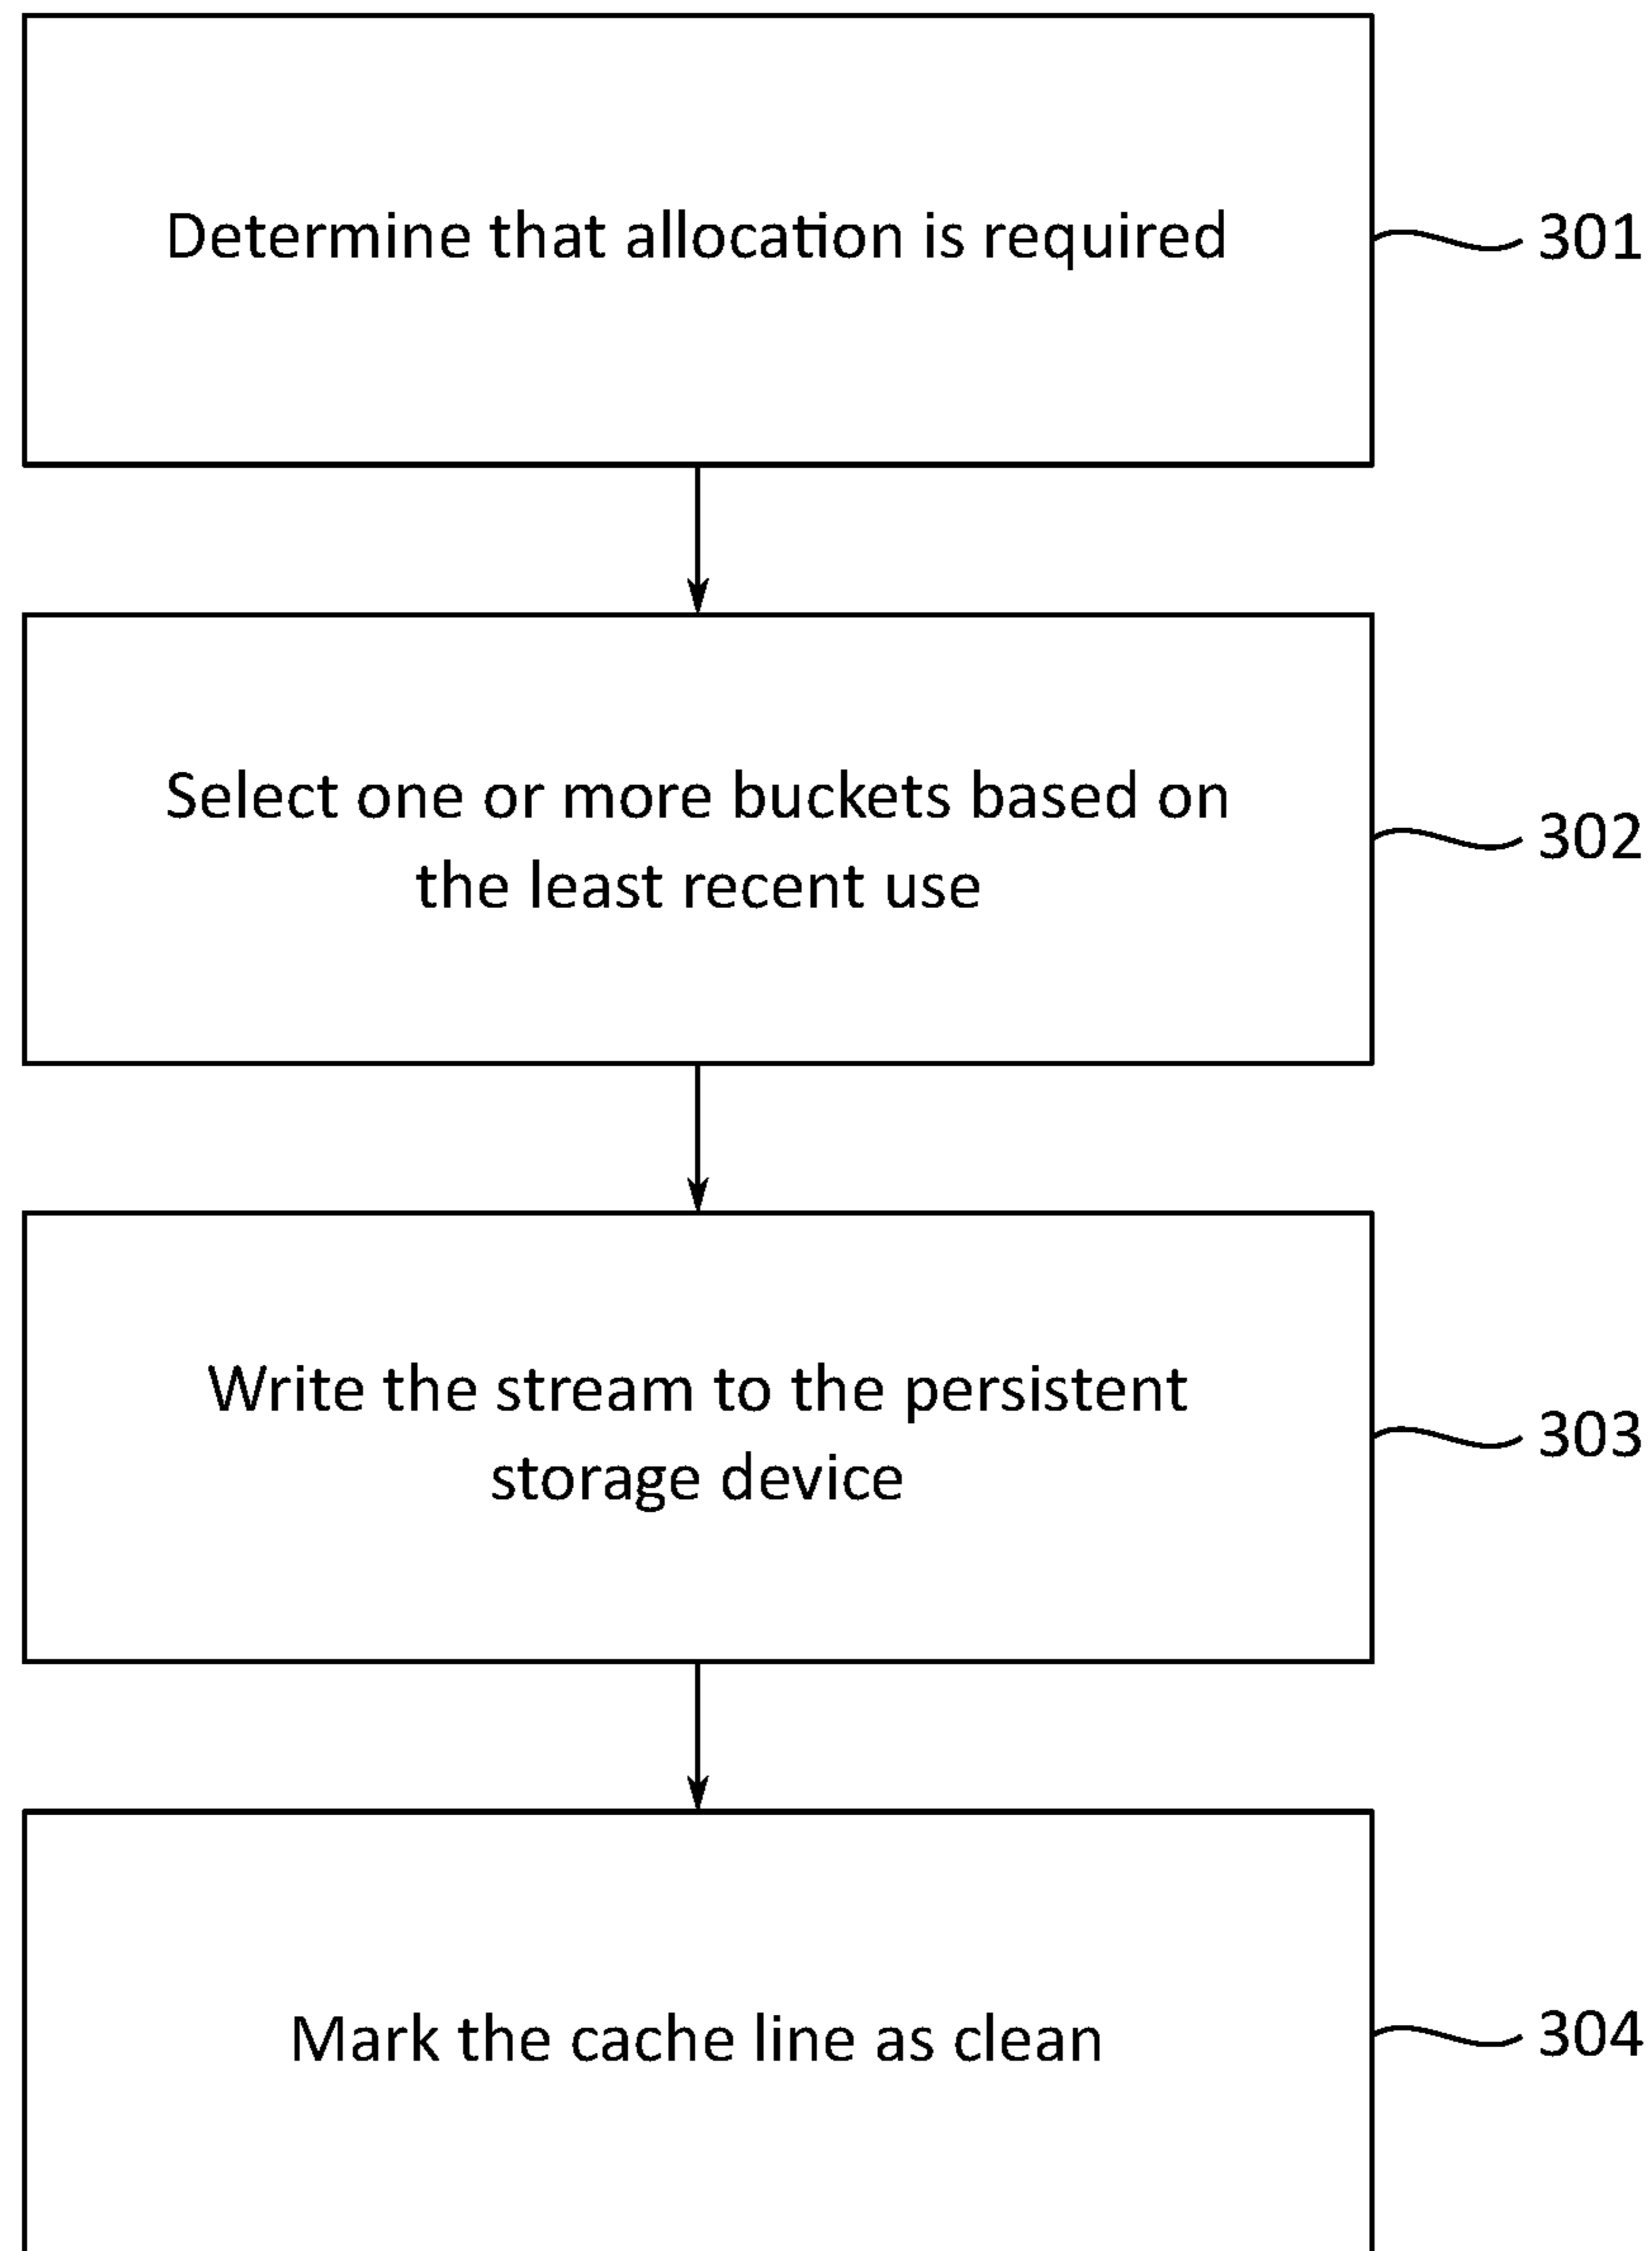 Determine that allocation is required
301
Select one or more buckets based on
the least recent use
302
Write the stream to the persistent
storage device
303
Mark the cache line as clean
304